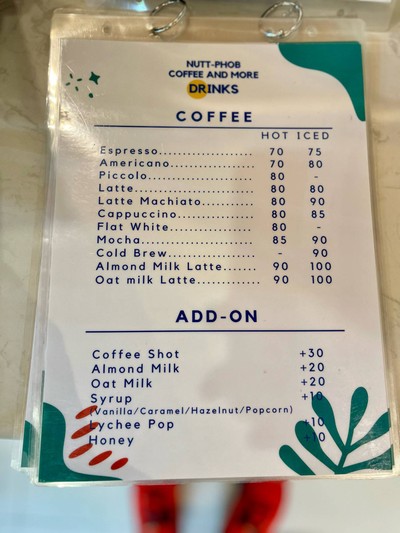 NUTT-PHOB
COFFEE AND MORE
DRINKS
COFFEE
HOT ICED
Espresso.................... 70 75
Americano.................. 70 80
Piccolo....................... 80 -
Latte.......................... 80 80
Latte Machiato........... 80 90
Cappuccino................ 80 85
Flat White.................. 80 -
Mocha........................ 85 90
Cold Brew.................. - 90
Almond Milk Latte....... 90 100
Oat milk Latte............. 90 100
ADD-ON
Coffee Shot +30
Almond Milk +20
Oat Milk +20
Syrup +10
(Vanilla/Caramel/Hazelnut/Popcorn)
Lychee Pop +10
Honey +10